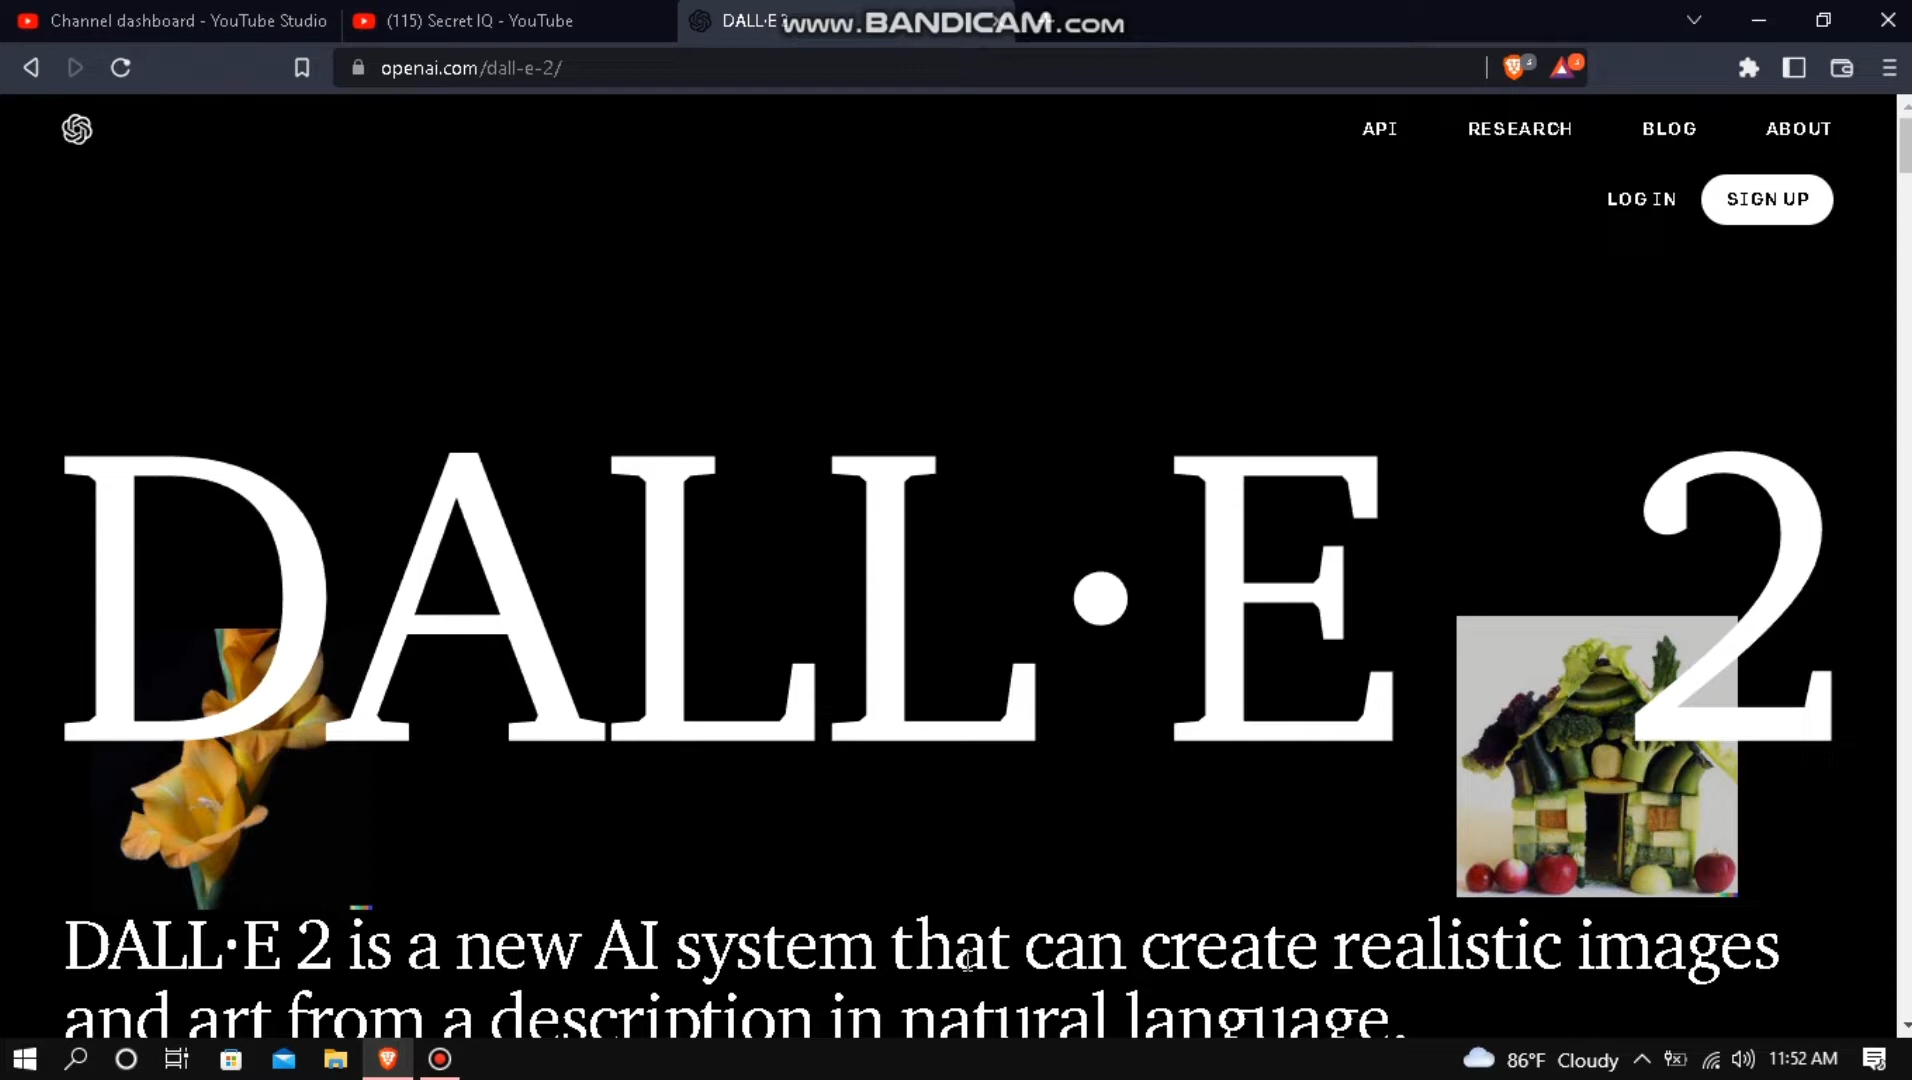 Channel dashboard - YouTube Studio
(115) Secret IQ - YouTube
DALL·E 2
www.BANDICAM.com
openai.com/dall-e-2/
API
RESEARCH
BLOG
ABOUT
LOG IN
SIGN UP
DALL·E 2
DALL·E 2 is a new AI system that can create realistic images
and art from a description in natural language.
86°F Cloudy
11:52 AM